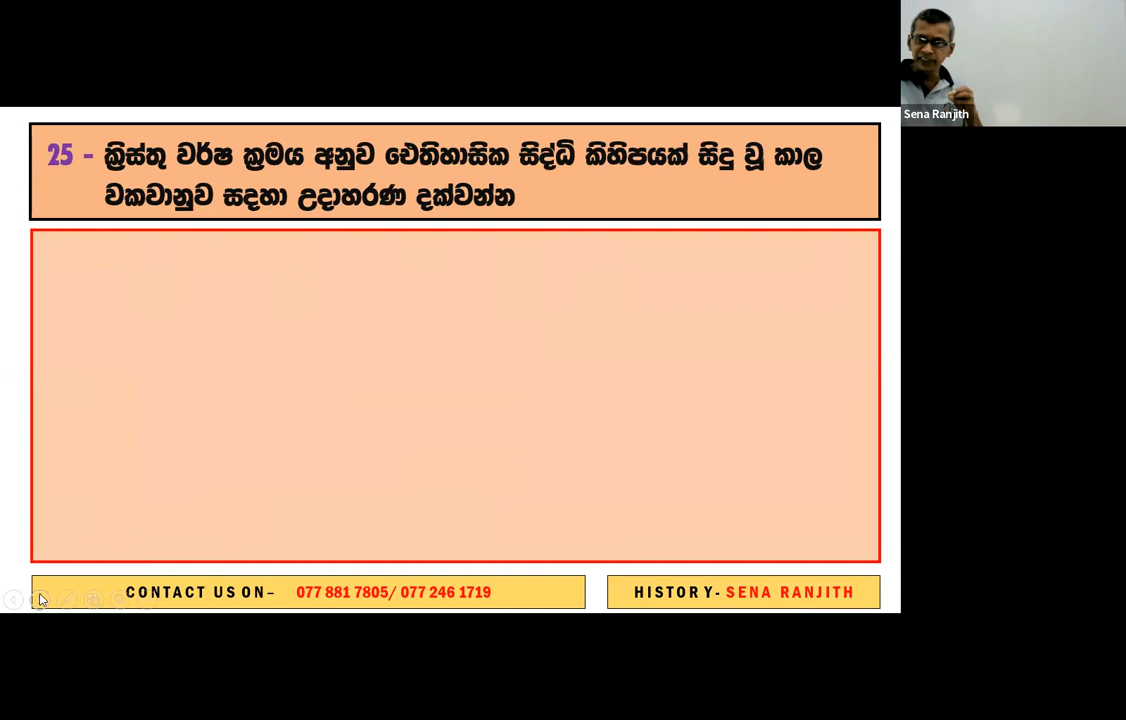 Sena Ranjith
25 - ක්‍රිස්තු වර්ෂ ක්‍රමය අනුව ඓතිහාසික සිද්ධි කිහිපයක් සිදු වූ කාල
වකවානුව සදහා උදාහරණ දක්වන්න
CONTACT US ON– 077 881 7805/ 077 246 1719
HISTORY- SENA RANJITH